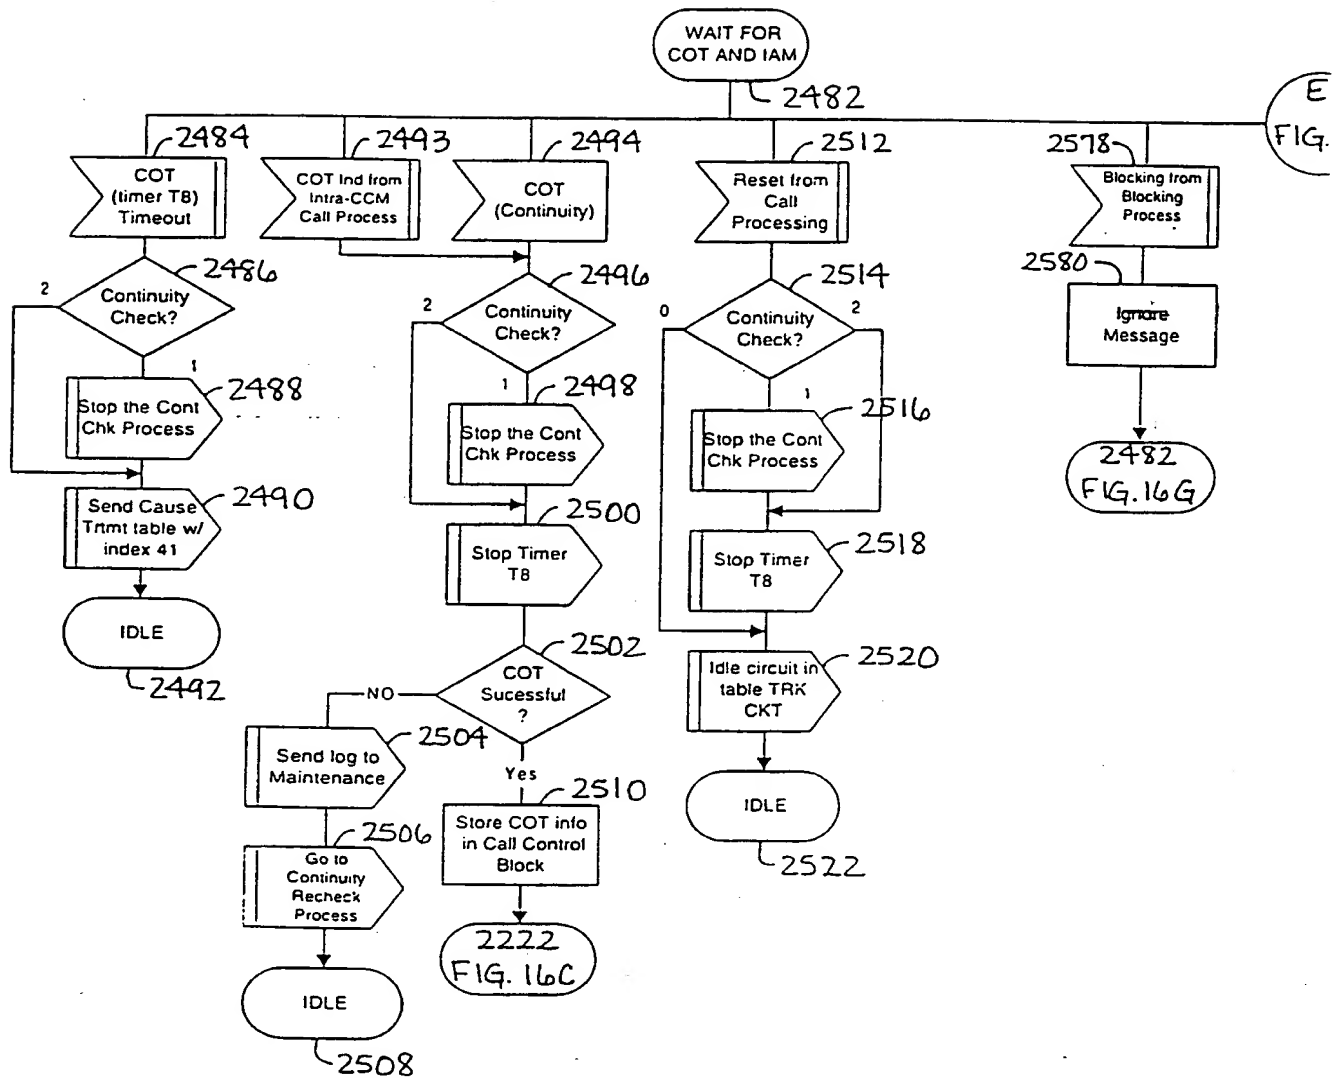 WAIT FOR
COT AND IAM
2482
E
FIG.
2484
COT
(timer T8)
Timeout
2493
COT Ind from
Intra-CCM
Call Process
2494
COT
(Continuity)
2512
Reset from
Call
Processing
2578
Blocking from
Blocking
Process
2486
2
Continuity
Check?
1
2496
2
Continuity
Check?
1
2514
0
Continuity
Check?
2
1
2580
Ignore
Message
2488
Stop the Cont
Chk Process
2498
Stop the Cont
Chk Process
2516
Stop the Cont
Chk Process
2482
FIG. 16G
2490
Send Cause
Trtmt table w/
index 41
2500
Stop Timer
T8
2518
Stop Timer
T8
IDLE
2492
2502
COT
Sucessful
?
NO
Yes
2520
Idle circuit in
table TRK
CKT
2504
Send log to
Maintenance
2510
Store COT info
in Call Control
Block
IDLE
2522
2506
Go to
Continuity
Recheck
Process
2222
FIG. 16C
IDLE
2508